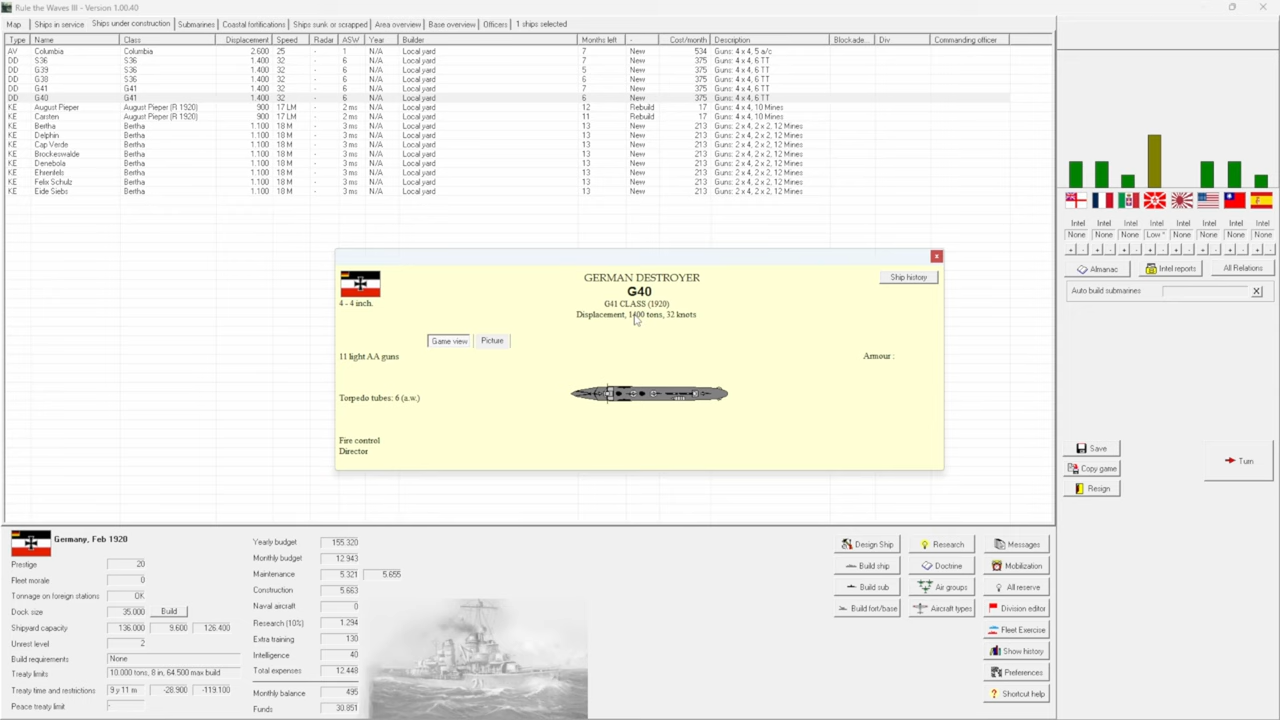 Rule the Waves III - Version 1.00.40
Map Ships in service Ships under construction Submarines Coastal fortifications Ships sunk or scrapped Area overview Base overview Officers 1 ships selected
Type Name Class Displacement Speed Radar ASW Year Builder Months left - Cost/month Description Blockade... Div Commanding officer
AV Columbia Columbia 2.600 25 - 1 N/A Local yard 7 New 534 Guns: 4 x 4, 5 a/c
DD S36 S36 1.400 32 - 6 N/A Local yard 7 New 375 Guns: 4 x 4, 6 TT
DD G39 S36 1.400 32 - 6 N/A Local yard 5 New 375 Guns: 4 x 4, 6 TT
DD G38 S36 1.400 32 - 6 N/A Local yard 6 New 375 Guns: 4 x 4, 6 TT
DD G41 G41 1.400 32 - 6 N/A Local yard 7 New 375 Guns: 4 x 4, 6 TT
DD G40 G41 1.400 32 - 6 N/A Local yard 6 New 375 Guns: 4 x 4, 6 TT
KE August Pieper August Pieper (R 1920) 900 17 LM - 2 ms N/A Local yard 12 Rebuild 17 Guns: 4 x 4, 10 Mines
KE Carsten August Pieper (R 1920) 900 17 LM - 2 ms N/A Local yard 11 Rebuild 17 Guns: 4 x 4, 10 Mines
KE Bertha Bertha 1.100 18 M - 3 ms N/A Local yard 13 New 213 Guns: 2 x 4, 2 x 2, 12 Mines
KE Delphin Bertha 1.100 18 M - 3 ms N/A Local yard 13 New 213 Guns: 2 x 4, 2 x 2, 12 Mines
KE Cap Verde Bertha 1.100 18 M - 3 ms N/A Local yard 13 New 213 Guns: 2 x 4, 2 x 2, 12 Mines
KE Brockeswalde Bertha 1.100 18 M - 3 ms N/A Local yard 13 New 213 Guns: 2 x 4, 2 x 2, 12 Mines
KE Denebola Bertha 1.100 18 M - 3 ms N/A Local yard 13 New 213 Guns: 2 x 4, 2 x 2, 12 Mines
KE Ehrenfels Bertha 1.100 18 M - 3 ms N/A Local yard 13 New 213 Guns: 2 x 4, 2 x 2, 12 Mines
KE Felix Schulz Bertha 1.100 18 M - 3 ms N/A Local yard 13 New 213 Guns: 2 x 4, 2 x 2, 12 Mines
KE Eide Siebs Bertha 1.100 18 M - 3 ms N/A Local yard 13 New 213 Guns: 2 x 4, 2 x 2, 12 Mines
Intel Intel Intel Intel Intel Intel Intel Intel
None None None Low * None None None None
+ - + - + - + - + - + - + - + -
Almanac Intel reports All Relations
Auto build submarines X
GERMAN DESTROYER
Ship history
G40
4 - 4 inch.
G41 CLASS (1920)
Displacement, 1400 tons, 32 knots
Game view Picture
11 light AA guns
Armour :
Torpedo tubes: 6 (a.w.)
Fire control
Director
Save
Copy game
Resign
Turn
Germany, Feb 1920
Prestige 20
Fleet morale 0
Tonnage on foreign stations OK
Dock size 35.000 Build
Shipyard capacity 136.000 9.600 126.400
Unrest level 2
Build requirements None
Treaty limits 10.000 tons, 8 in, 64.500 max build
Treaty time and restrictions 9 y 11 m -28.900 -119.100
Peace treaty limit -
Yearly budget 155.320
Monthly budget 12.943
Maintenance 5.321 5.655
Construction 5.663
Naval aircraft 0
Research (10%) 1.294
Extra training 130
Intelligence 40
Total expenses 12.448
Monthly balance 495
Funds 30.851
Design Ship Research Messages
Build ship Doctrine Mobilization
Build sub Air groups All reserve
Build fort/base Aircraft types Division editor
Fleet Exercise
Show history
Preferences
Shortcut help